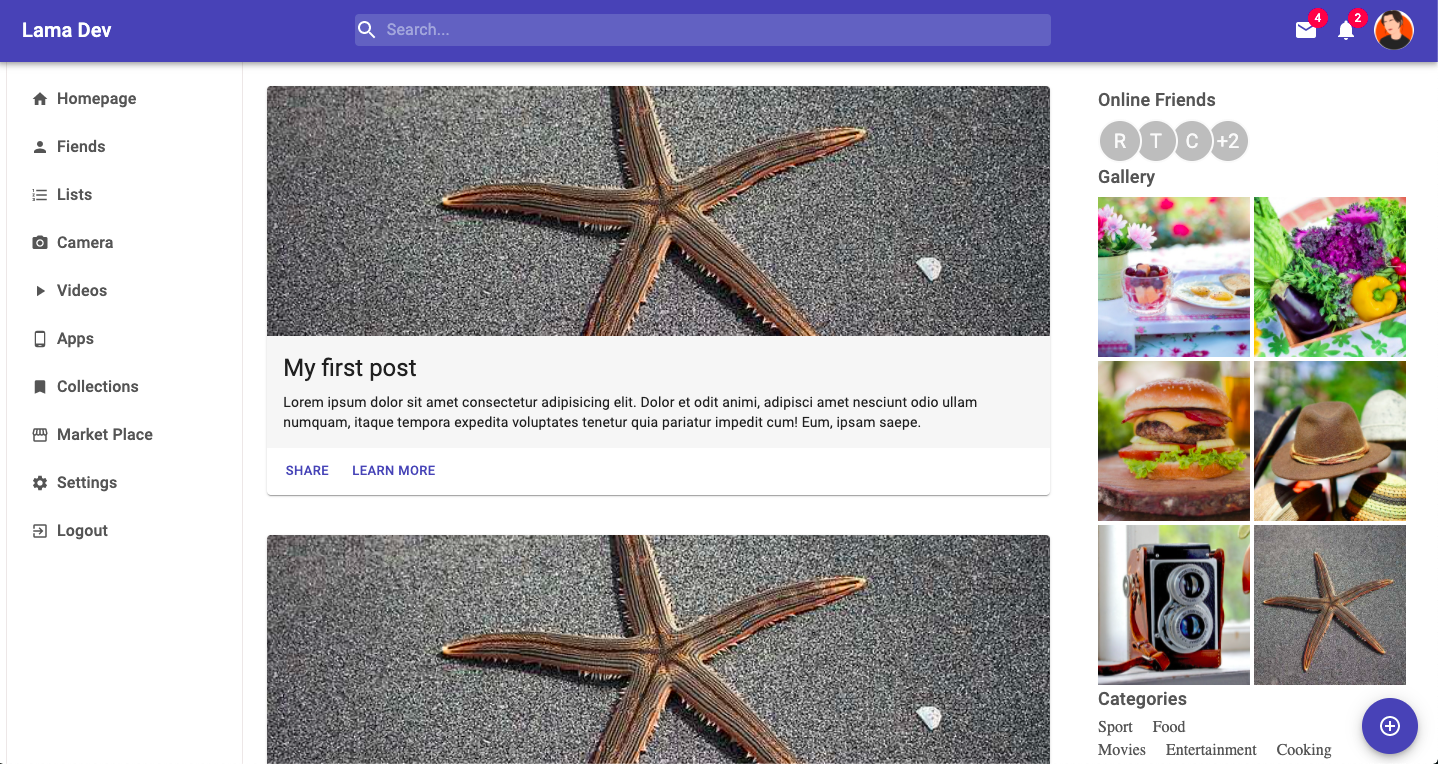 Lama Dev
Search...
4
2
Homepage
Fiends
Lists
Camera
Videos
Apps
Collections
Market Place
Settings
Logout
My first post
Lorem ipsum dolor sit amet consectetur adipisicing elit. Dolor et odit animi, adipisci amet nesciunt odio ullam
numquam, itaque tempora expedita voluptates tenetur quia pariatur impedit cum! Eum, ipsam saepe.
SHARE LEARN MORE
Online Friends
R T C +2
Gallery
Categories
Sport Food
Movies Entertainment Cooking